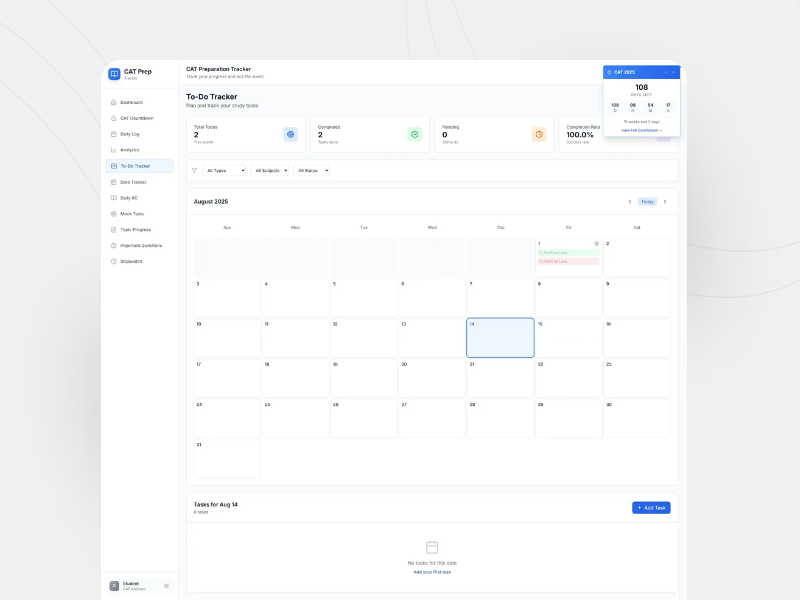 CAT Prep
Tracker
Dashboard
CAT Countdown
Daily Log
Analytics
To-Do Tracker
Data Tracker
Daily RC
Mock Tests
Topic Progress
Important Questions
Stopwatch
Student
CAT Aspirant
CAT Preparation Tracker
Track your progress and ace the exam
To-Do Tracker
Plan and track your study tasks
Total Todos
2
This month
Completed
2
Tasks done
Pending
0
Still to do
Completion Rate
100.0%
Success rate
CAT 2025
108
DAYS LEFT
108 08 54 17
D H M S
15 weeks and 3 days
View Full Countdown →
All Types
All Subjects
All Status
August 2025
Today
Sun Mon Tue Wed Thu Fri Sat
1 2
3 4 5 6 7 8 9
10 11 12 13 14 15 16
17 18 19 20 21 22 23
24 25 26 27 28 29 30
31
Tasks for Aug 14
0 tasks
+ Add Task
No tasks for this date
Add your first task